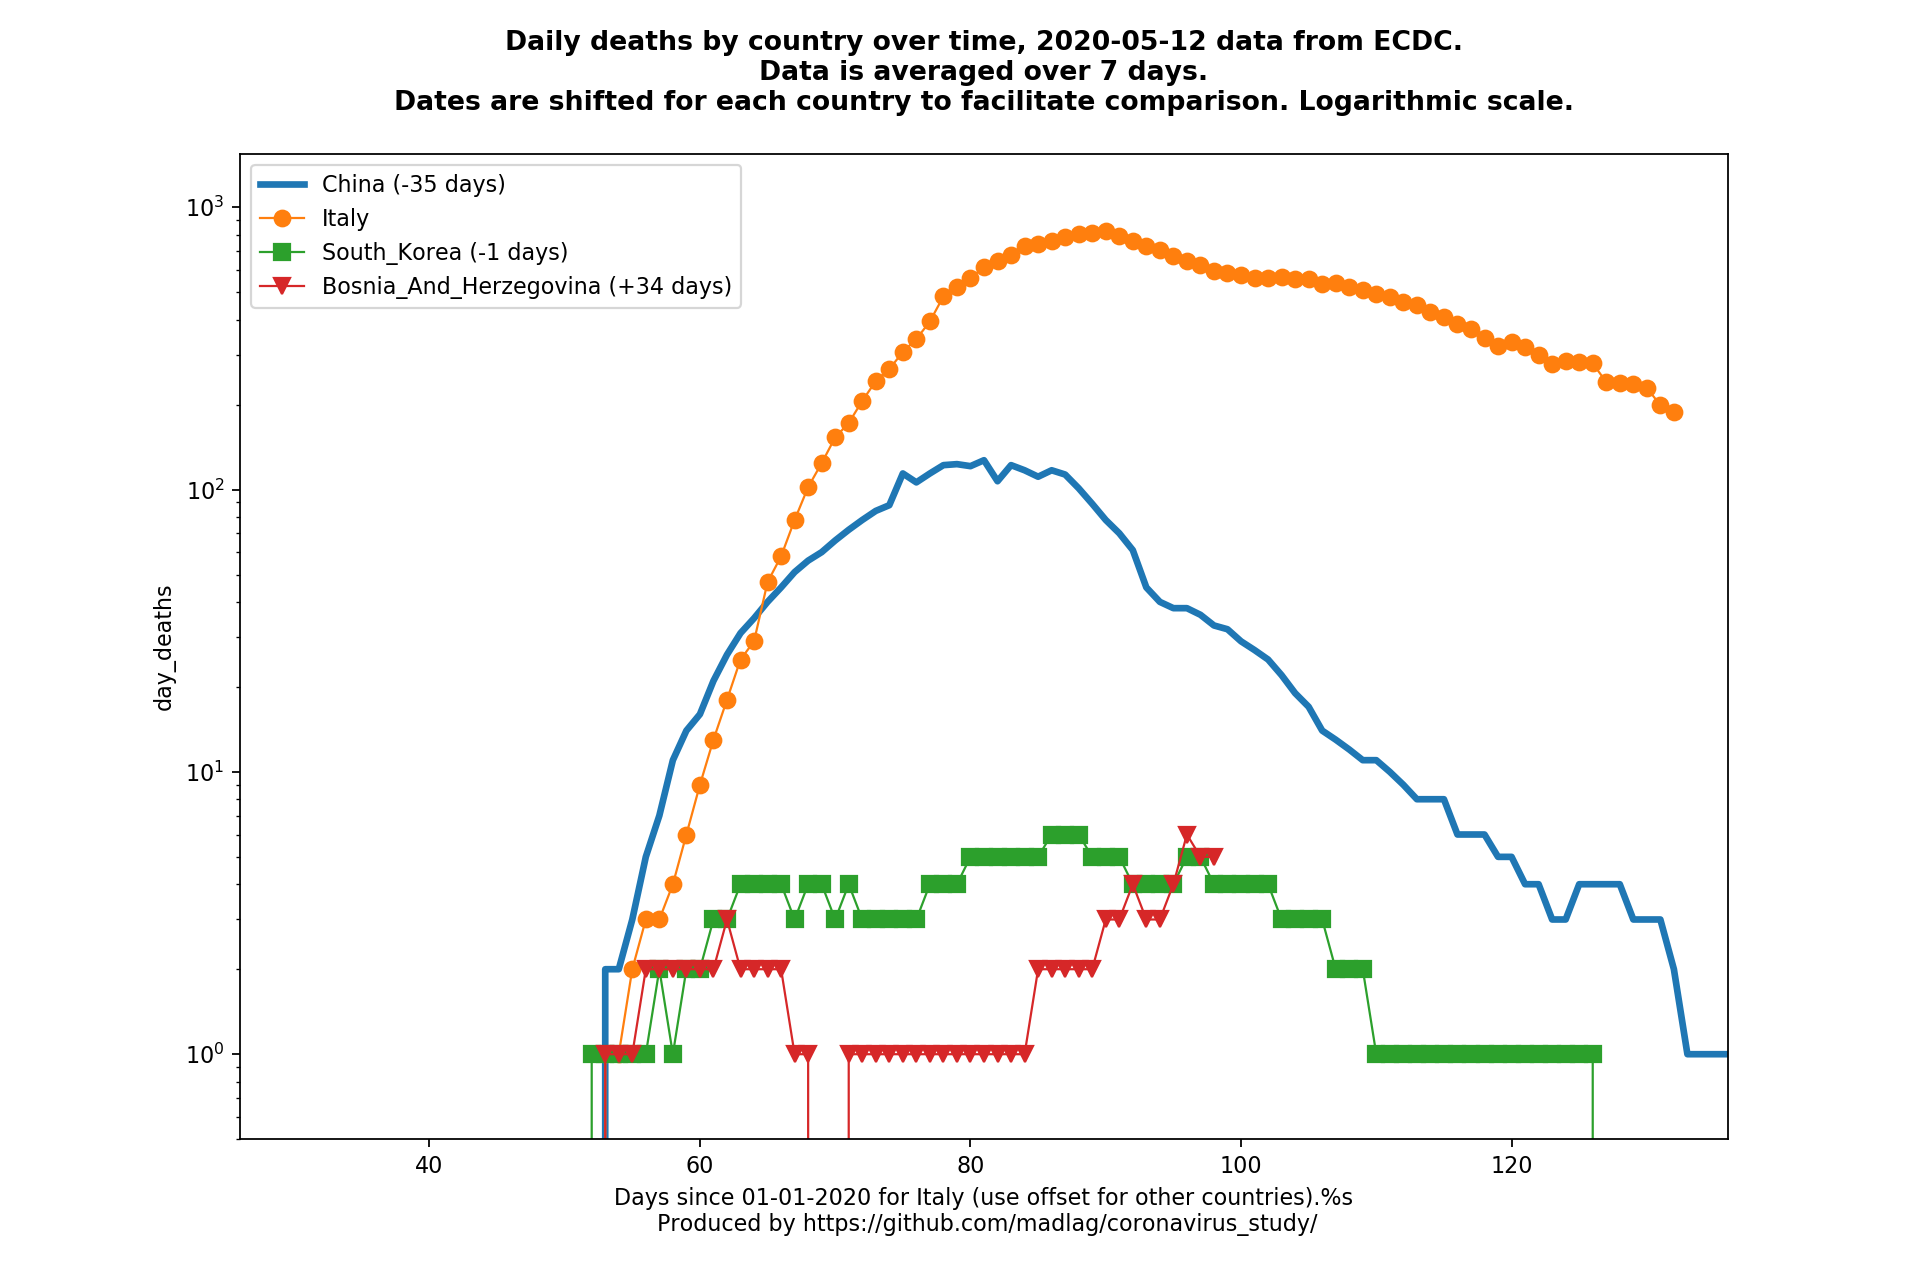 Daily deaths by country over time, 2020-05-12 data from ECDC.
Data is averaged over 7 days.
Dates are shifted for each country to facilitate comparison. Logarithmic scale.
China (-35 days)
Italy
South_Korea (-1 days)
Bosnia_And_Herzegovina (+34 days)
10³
10²
10¹
10⁰
day_deaths
40 60 80 100 120
Days since 01-01-2020 for Italy (use offset for other countries).%s
Produced by https://github.com/madlag/coronavirus_study/